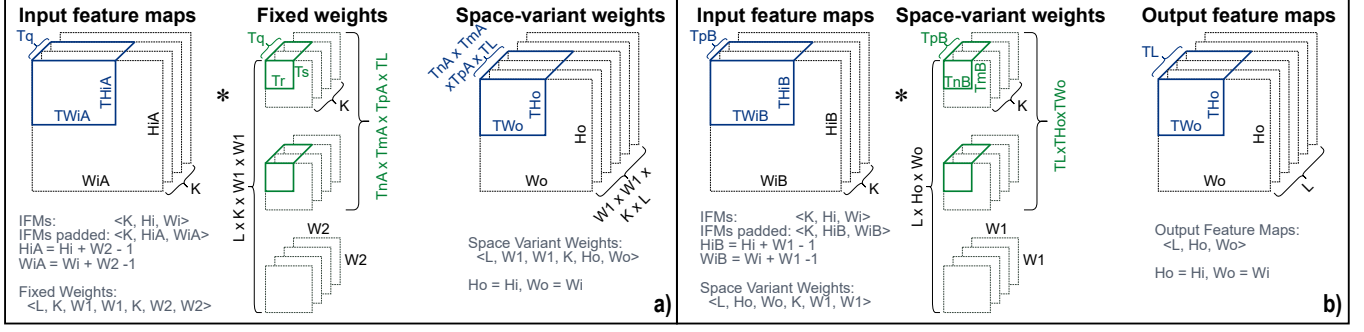 Input feature maps
Fixed weights
Space-variant weights
Tq
THiA
TWiA
HiA
WiA
K
*
Tq
Ts
Tr
K
L x K x W1 x W1
TnA x TmA x TpA x TL
W2
W2
TnA x TmA
xTpA x TL
THo
TWo
Ho
Wo
W1 x W1 x
K x L
IFMs: <K, Hi, Wi>
IFMs padded: <K, HiA, WiA>
HiA = Hi + W2 - 1
WiA = Wi + W2 -1
Fixed Weights:
<L, K, W1, W1, K, W2, W2>
Space Variant Weights:
<L, W1, W1, K, Ho, Wo>
Ho = Hi, Wo = Wi
a)
Input feature maps
Space-variant weights
Output feature maps
TpB
THiB
TWiB
HiB
WiB
K
*
TpB
TnB
TmB
K
L x Ho x Wo
TLxTHoxTWo
W1
W1
TL
THo
TWo
Ho
Wo
L
IFMs: <K, Hi, Wi>
IFMs padded: <K, HiB, WiB>
HiB = Hi + W1 - 1
WiB = Wi + W1 -1
Space Variant Weights:
<L, Ho, Wo, K, W1, W1>
Output Feature Maps:
<L, Ho, Wo>
Ho = Hi, Wo = Wi
b)